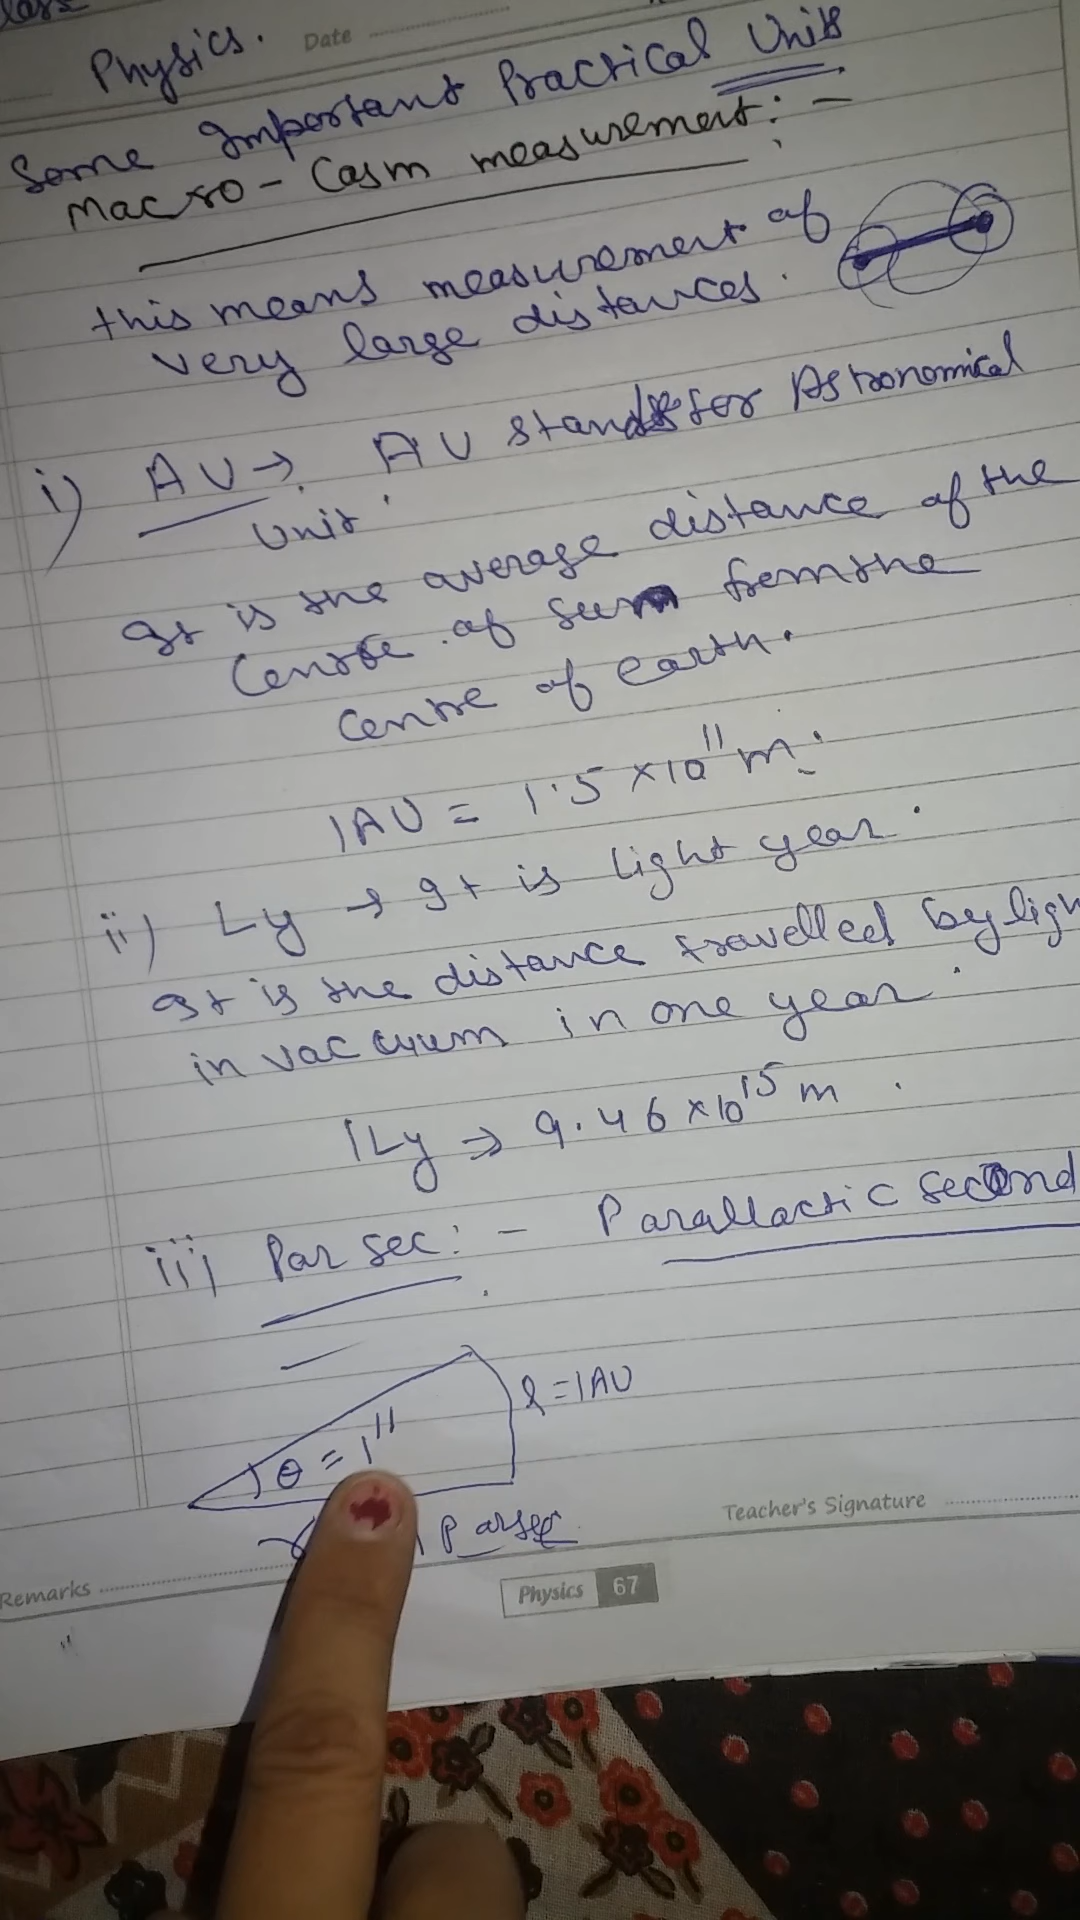 Physics.
Date
Some Important Practical Units
Macro-Cosm measurement:-
this means measurement of
very large distances.
i) AU → AU stands for Astronomical
Unit.
It is the average distance of the
Centre of sun from the
Centre of earth.
1AU = 1.5 × 10¹¹ m.
ii) Ly → It is light year.
It is the distance travelled by ligh
in vaccuum in one year.
1Ly ⇒ 9.46 × 10¹⁵ m
iii) Par sec:- Parallactic second
l = 1AU
θ = 1"
Parsec
Teacher's Signature
Remarks
Physics 67